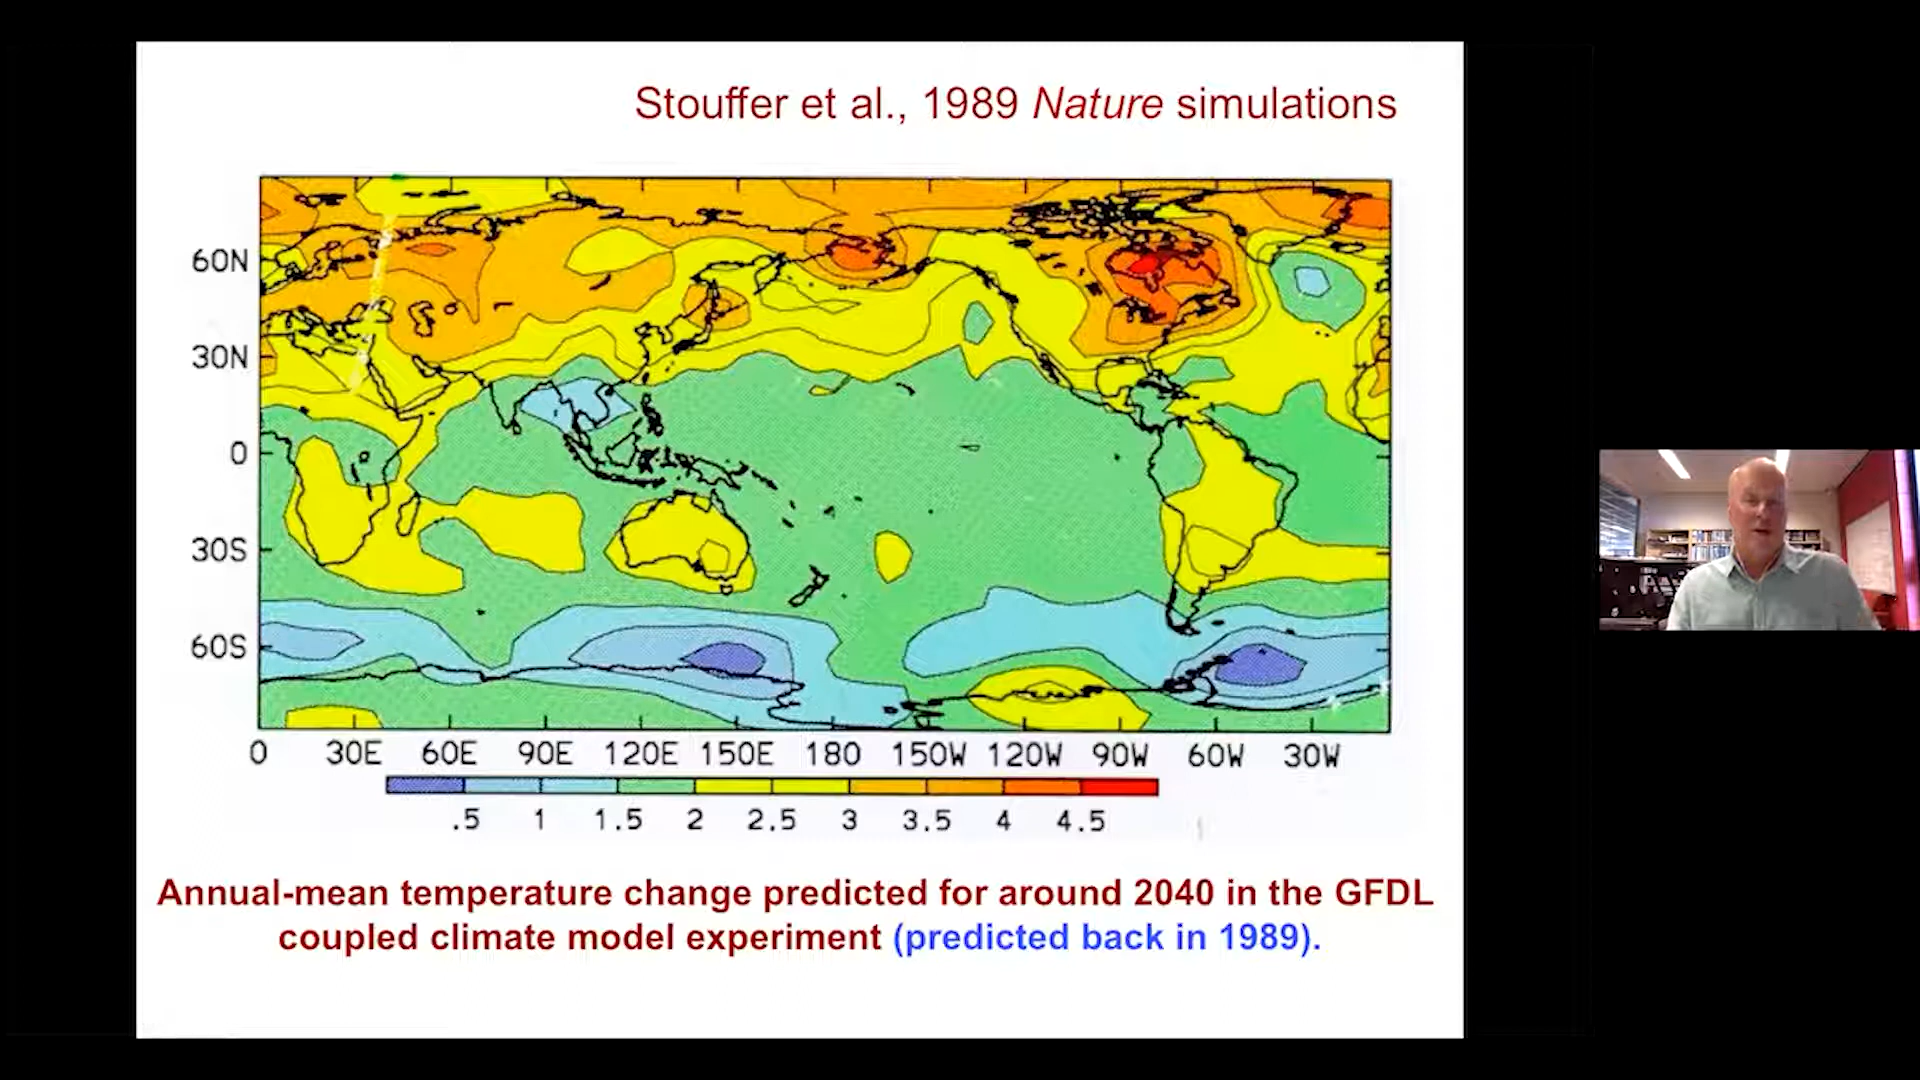 Stouffer et al., 1989 Nature simulations
60N
30N
0
30S
60S
0 30E 60E 90E 120E 150E 180 150W 120W 90W 60W 30W
.5 1 1.5 2 2.5 3 3.5 4 4.5
Annual-mean temperature change predicted for around 2040 in the GFDL
coupled climate model experiment (predicted back in 1989).